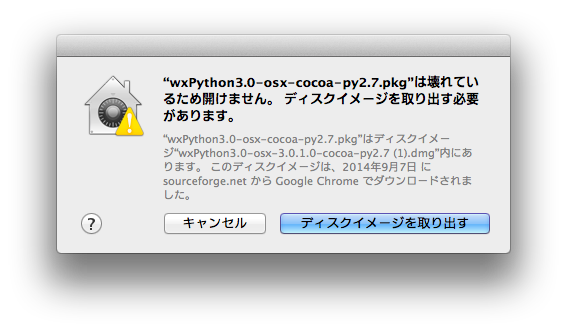 “wxPython3.0-osx-cocoa-py2.7.pkg”は壊れてい
るため開けません。 ディスクイメージを取り出す必要
があります。
“wxPython3.0-osx-cocoa-py2.7.pkg”はディスクイメー
ジ“wxPython3.0-osx-3.0.1.0-cocoa-py2.7 (1).dmg”内にあ
ります。 このディスクイメージは、2014年9月7日 に
sourceforge.net から Google Chrome でダウンロードされま
した。
?
キャンセル
ディスクイメージを取り出す